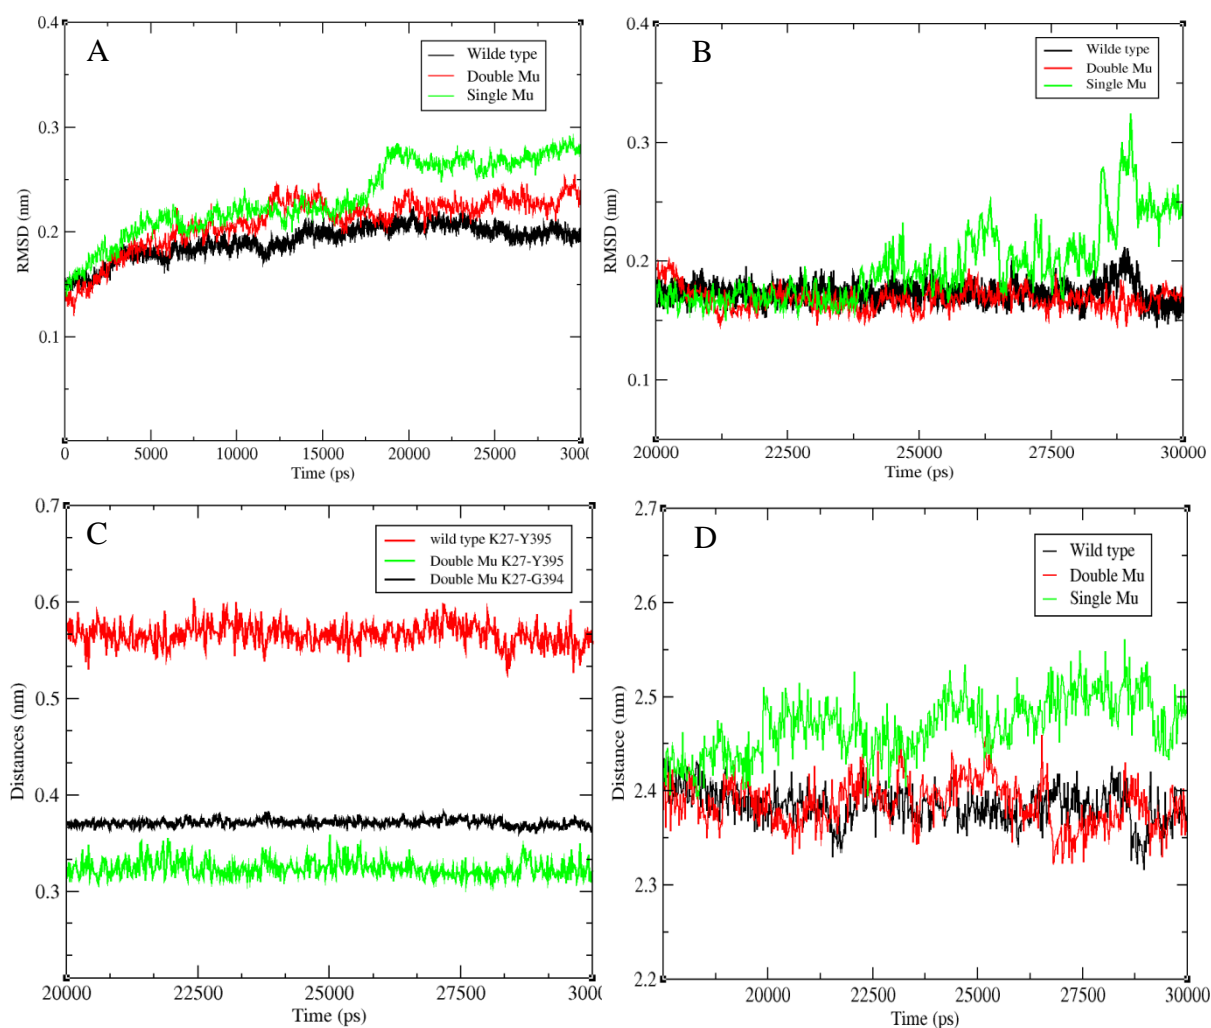 A
0.4
0.3
0.2
0.1
RMSD (nm)
Wilde type
Double Mu
Single Mu
0 5000 10000 15000 20000 25000 3000
Time (ps)
B
0.4
0.3
0.2
0.1
RMSD (nm)
Wilde type
Double Mu
Single Mu
20000 22500 25000 27500 30000
Time (ps)
C
0.7
0.6
0.5
0.4
0.3
Distances (nm)
wild type K27-Y395
Double Mu K27-Y395
Double Mu K27-G394
20000 22500 25000 27500 3000
Time (ps)
D
2.7
2.6
2.5
2.4
2.3
2.2
Distance (nm)
Wild type
Double Mu
Single Mu
20000 22500 25000 27500 30000
Time (ps)